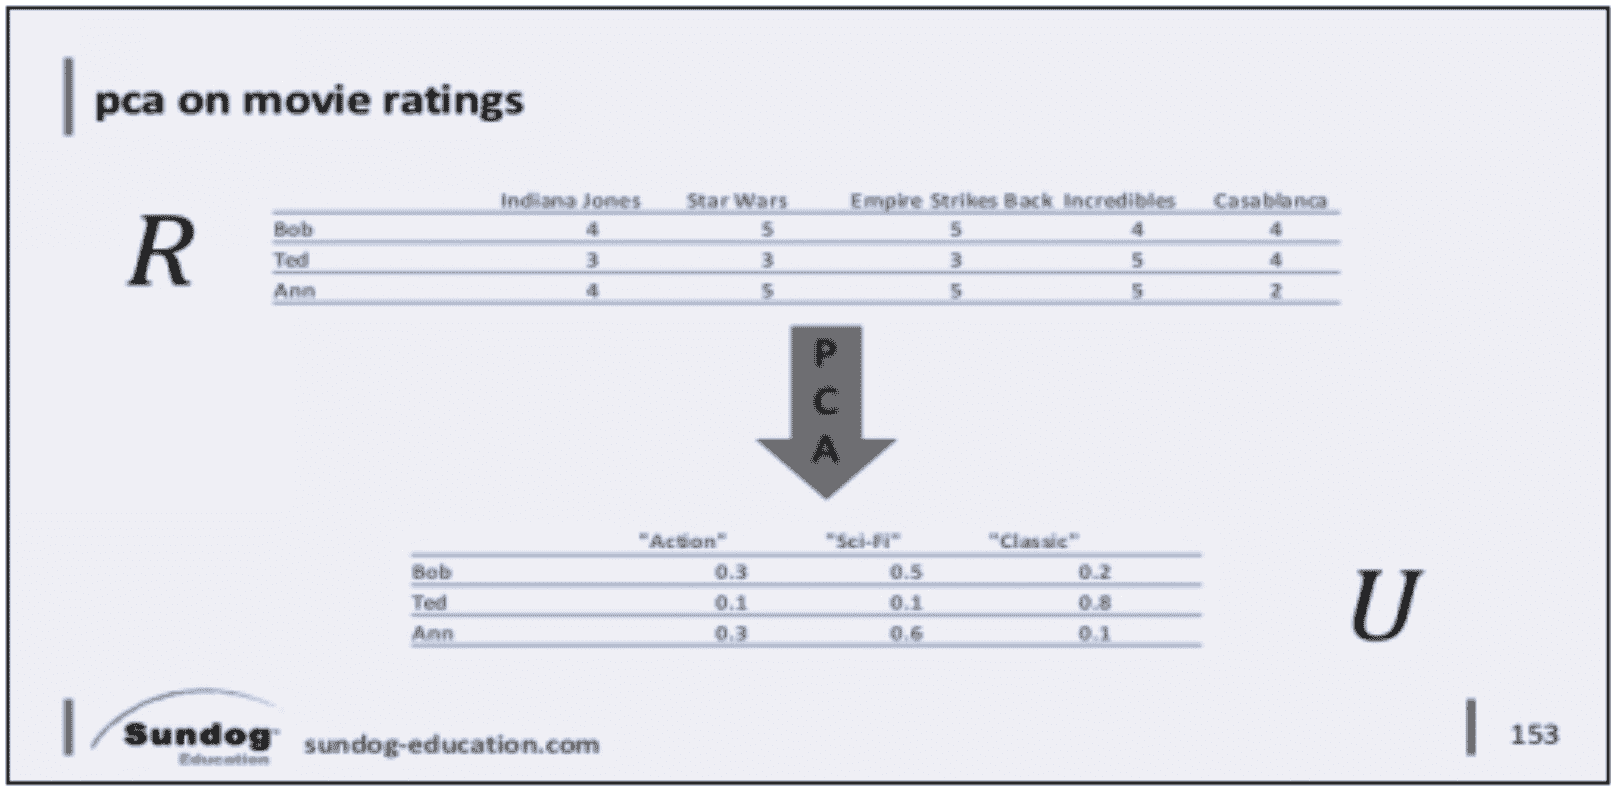 pca on movie ratings
Indiana Jones Star Wars Empire Strikes Back Incredibles Casablanca
R
Bob 4 5 5 4 4
Ted 3 3 3 5 4
Ann 4 5 5 5 2
P
C
A
"Action" "Sci-Fi" "Classic"
Bob 0.3 0.5 0.2
Ted 0.1 0.1 0.8
Ann 0.3 0.6 0.1
U
Sundog
Education
sundog-education.com
153